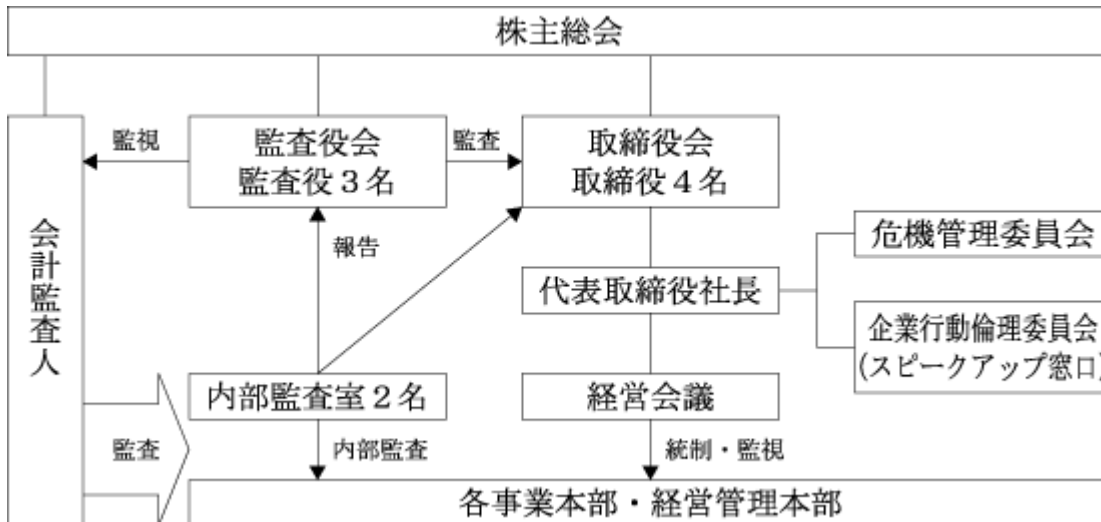 株主総会
監視
監査役会
監査役3名
監査
取締役会
取締役4名
会計監査人
報告
危機管理委員会
代表取締役社長
企業行動倫理委員会
(スピークアップ窓口)
内部監査室2名
経営会議
監査
内部監査
統制・監視
各事業本部・経営管理本部